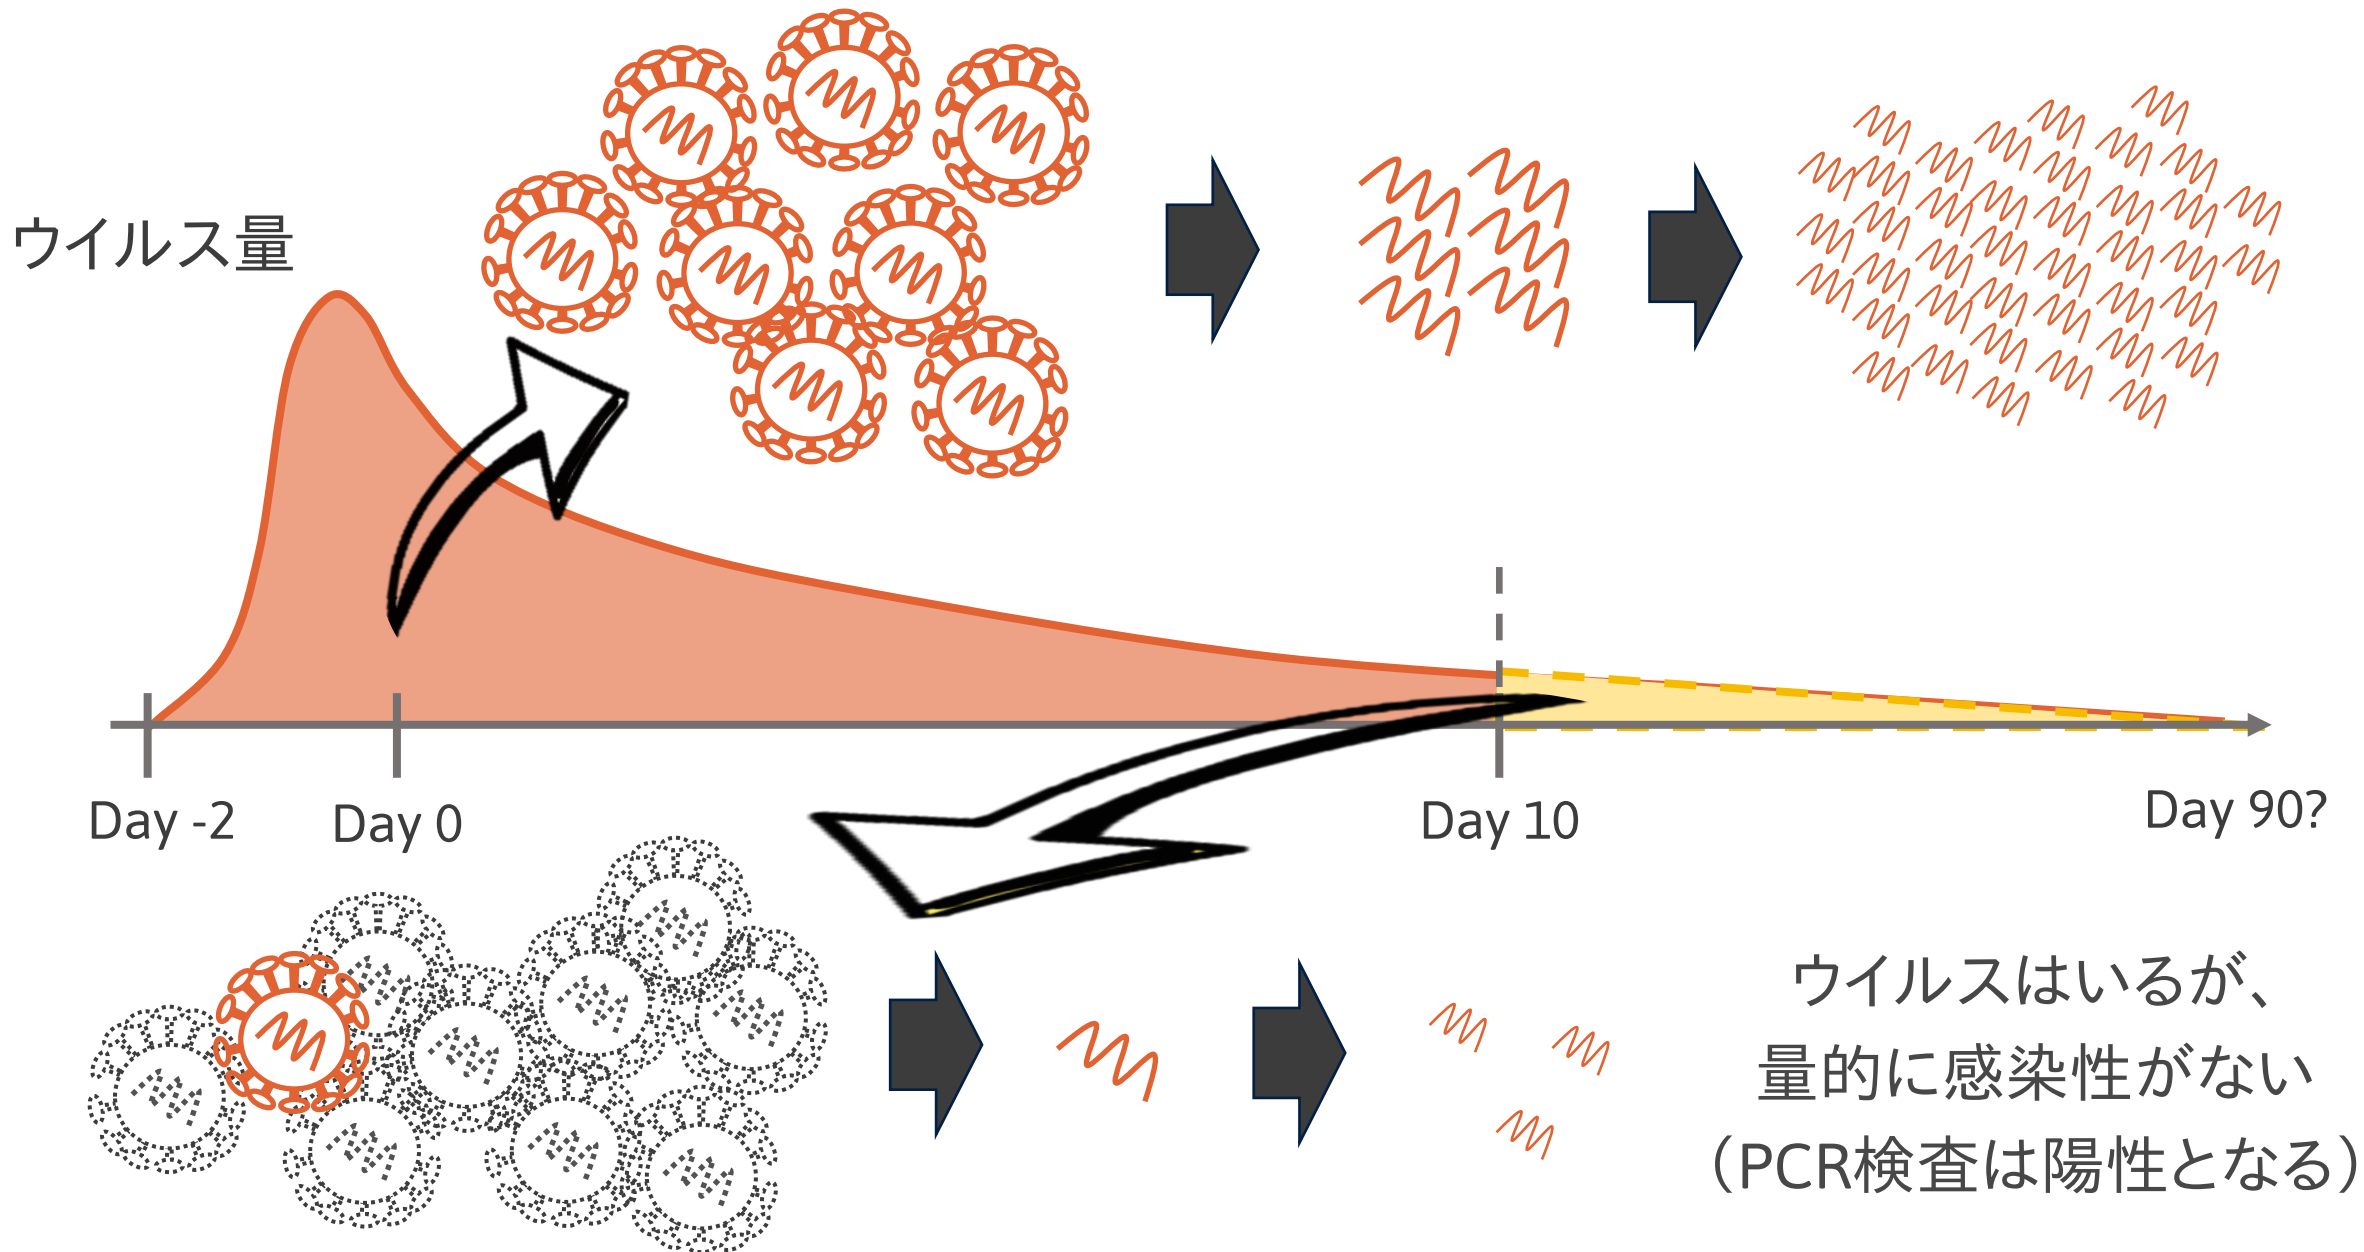 ウイルス量
Day -2
Day 0
Day 10
Day 90?
ウイルスはいるが、
量的に感染性がない
（PCR検査は陽性となる）